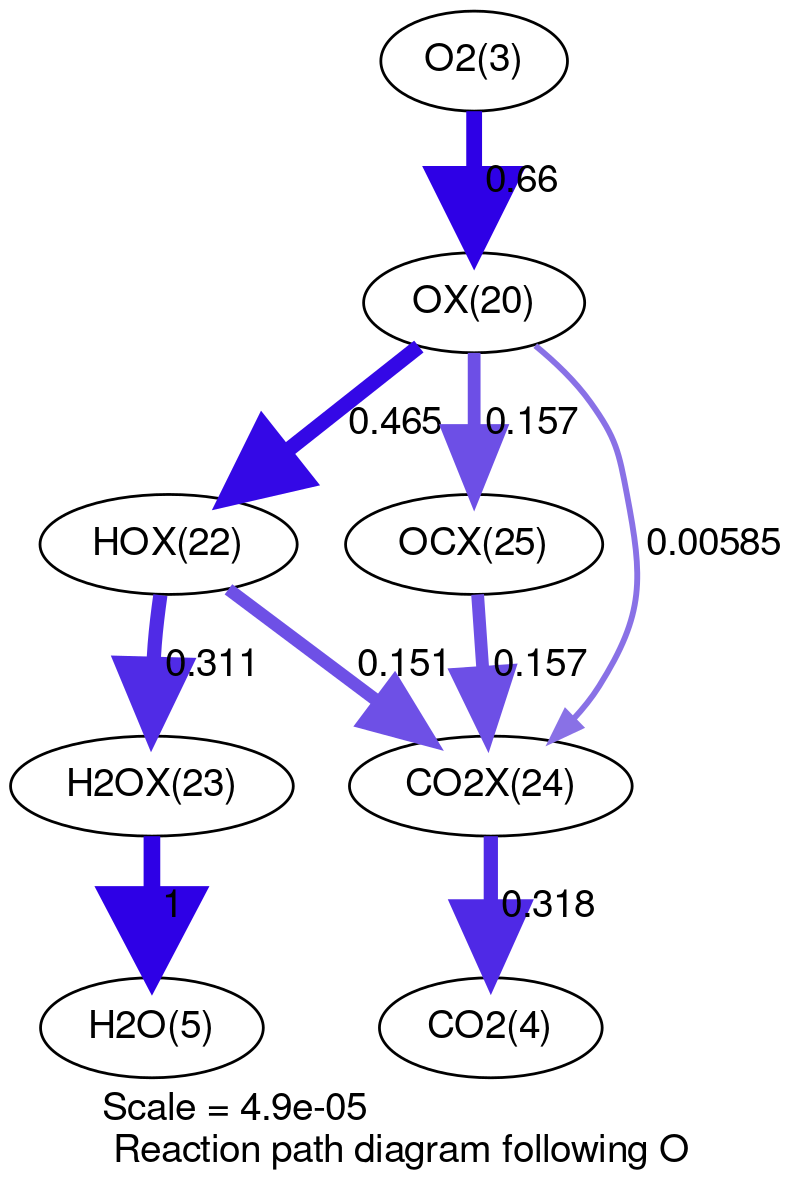 O2(3)
0.66
OX(20)
0.465
0.157
HOX(22)
OCX(25)
0.00585
0.311
0.151
0.157
H2OX(23)
CO2X(24)
1
0.318
H2O(5)
CO2(4)
Scale = 4.9e-05
Reaction path diagram following O